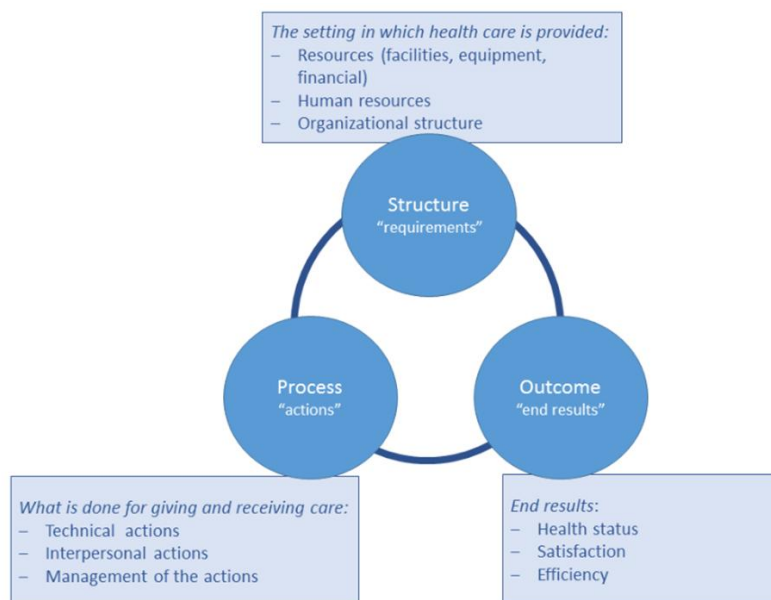 The setting in which health care is provided:
– Resources (facilities, equipment,
financial)
– Human resources
– Organizational structure
Structure
“requirements”
Process
“actions”
Outcome
“end results”
What is done for giving and receiving care:
– Technical actions
– Interpersonal actions
– Management of the actions
End results:
– Health status
– Satisfaction
– Efficiency